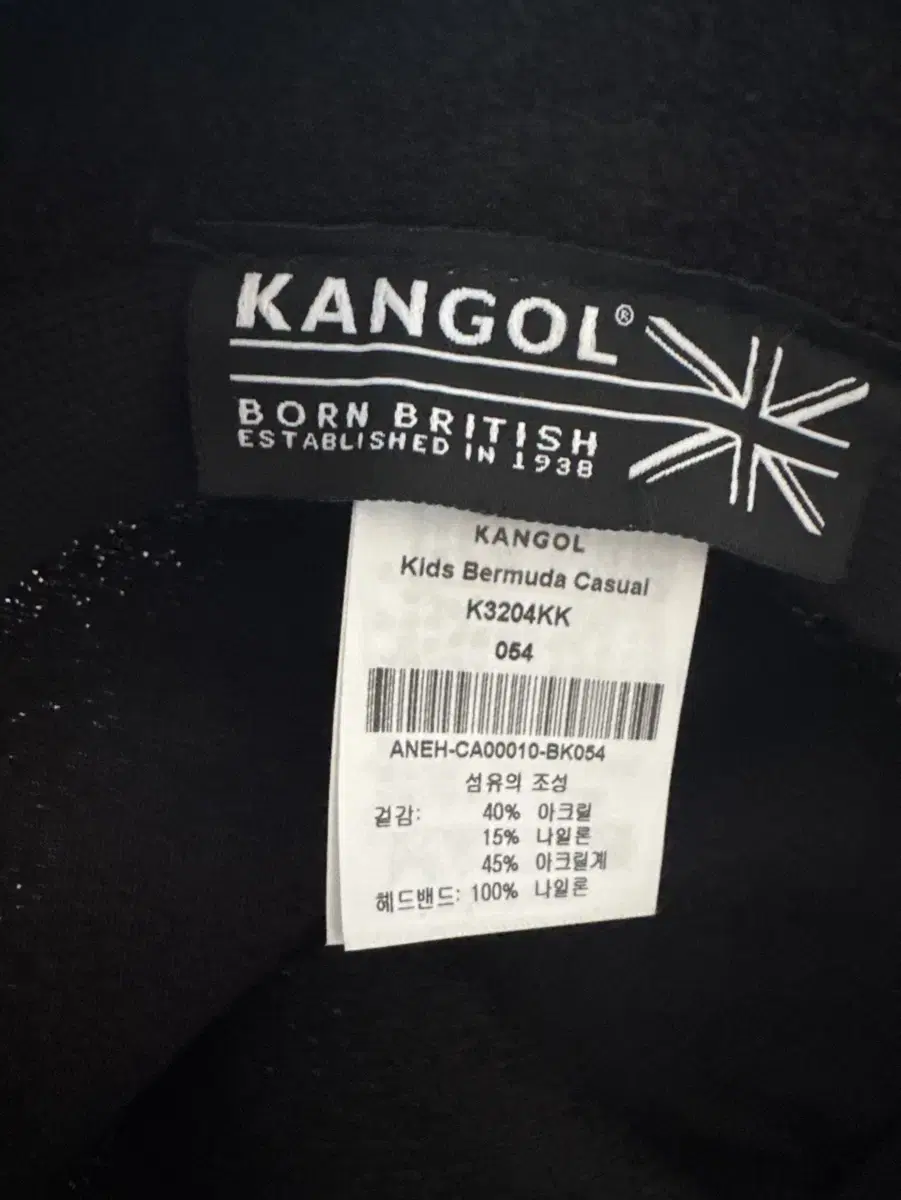 KANGOL®
BORN BRITISH
ESTABLISHED IN 1938
KANGOL
Kids Bermuda Casual
K3204KK
054
ANEH-CA00010-BK054
섬유의 조성
겉감: 40% 아크릴
15% 나일론
45% 아크릴계
헤드밴드: 100% 나일론